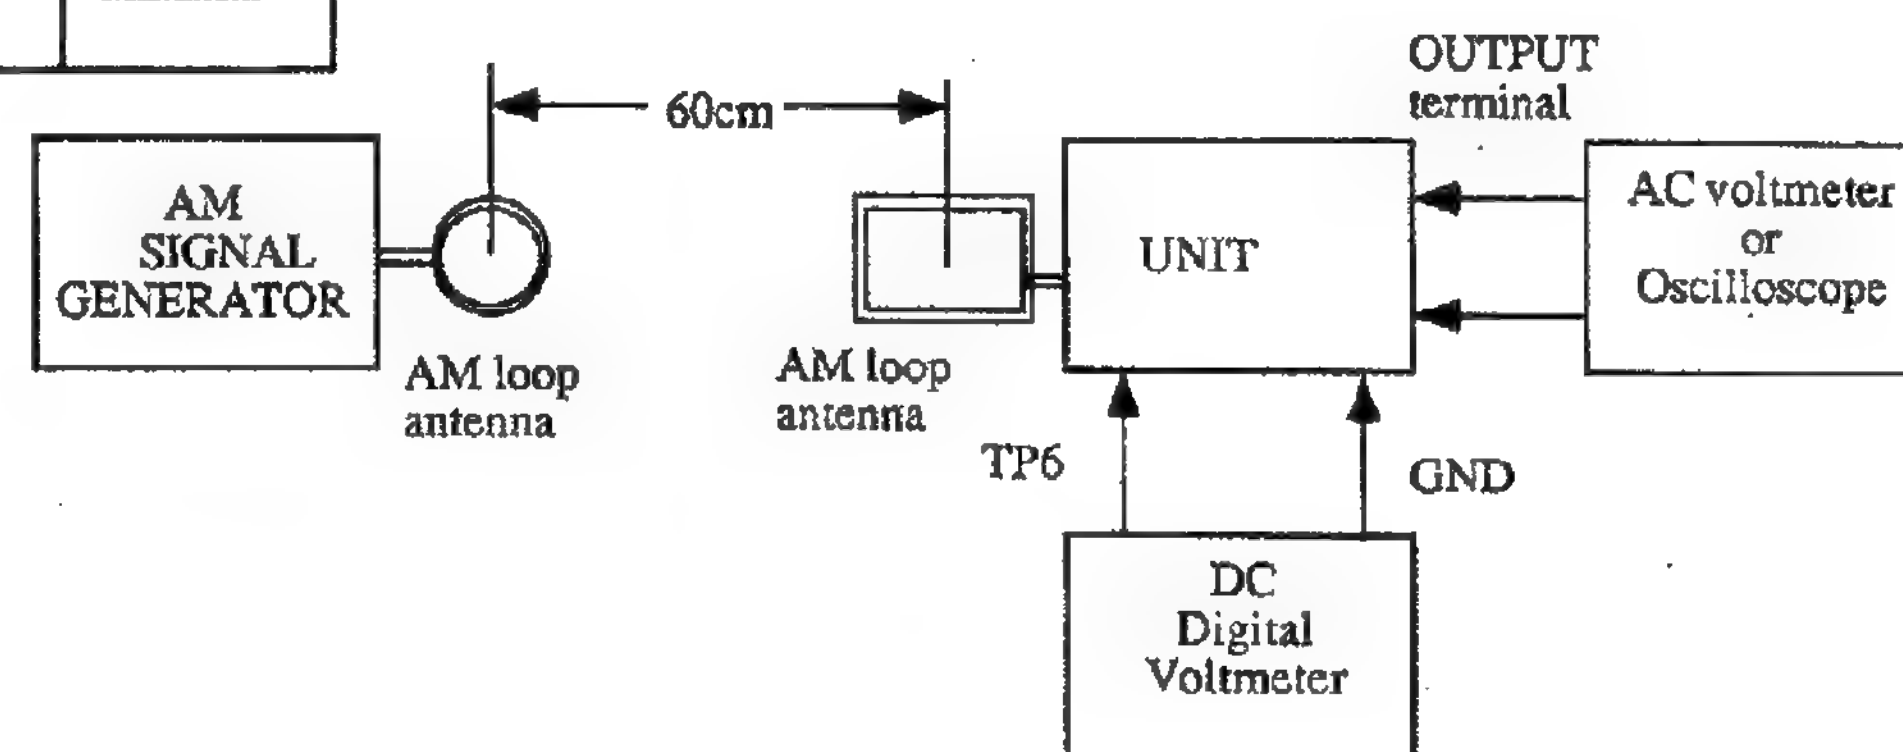 60cm
OUTPUT
terminal
AM
SIGNAL
GENERATOR
AM loop
antenna
AM loop
antenna
UNIT
AC voltmeter
or
Oscilloscope
TP6
GND
DC
Digital
Voltmeter